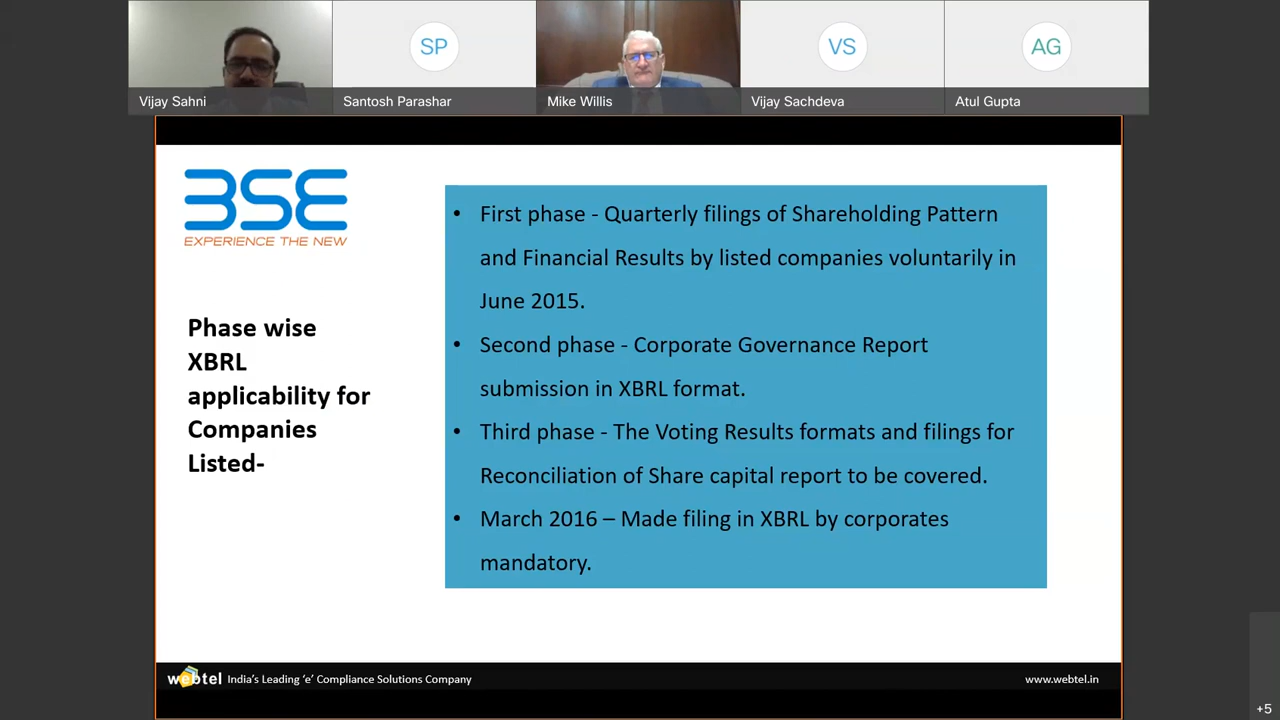 SP
VS
AG
Vijay Sahni
Santosh Parashar
Mike Willis
Vijay Sachdeva
Atul Gupta
BSE
EXPERIENCE THE NEW
Phase wise
XBRL
applicability for
Companies
Listed-
• First phase - Quarterly filings of Shareholding Pattern
and Financial Results by listed companies voluntarily in
June 2015.
• Second phase - Corporate Governance Report
submission in XBRL format.
• Third phase - The Voting Results formats and filings for
Reconciliation of Share capital report to be covered.
• March 2016 – Made filing in XBRL by corporates
mandatory.
webtel India's Leading 'e' Compliance Solutions Company
www.webtel.in
+5